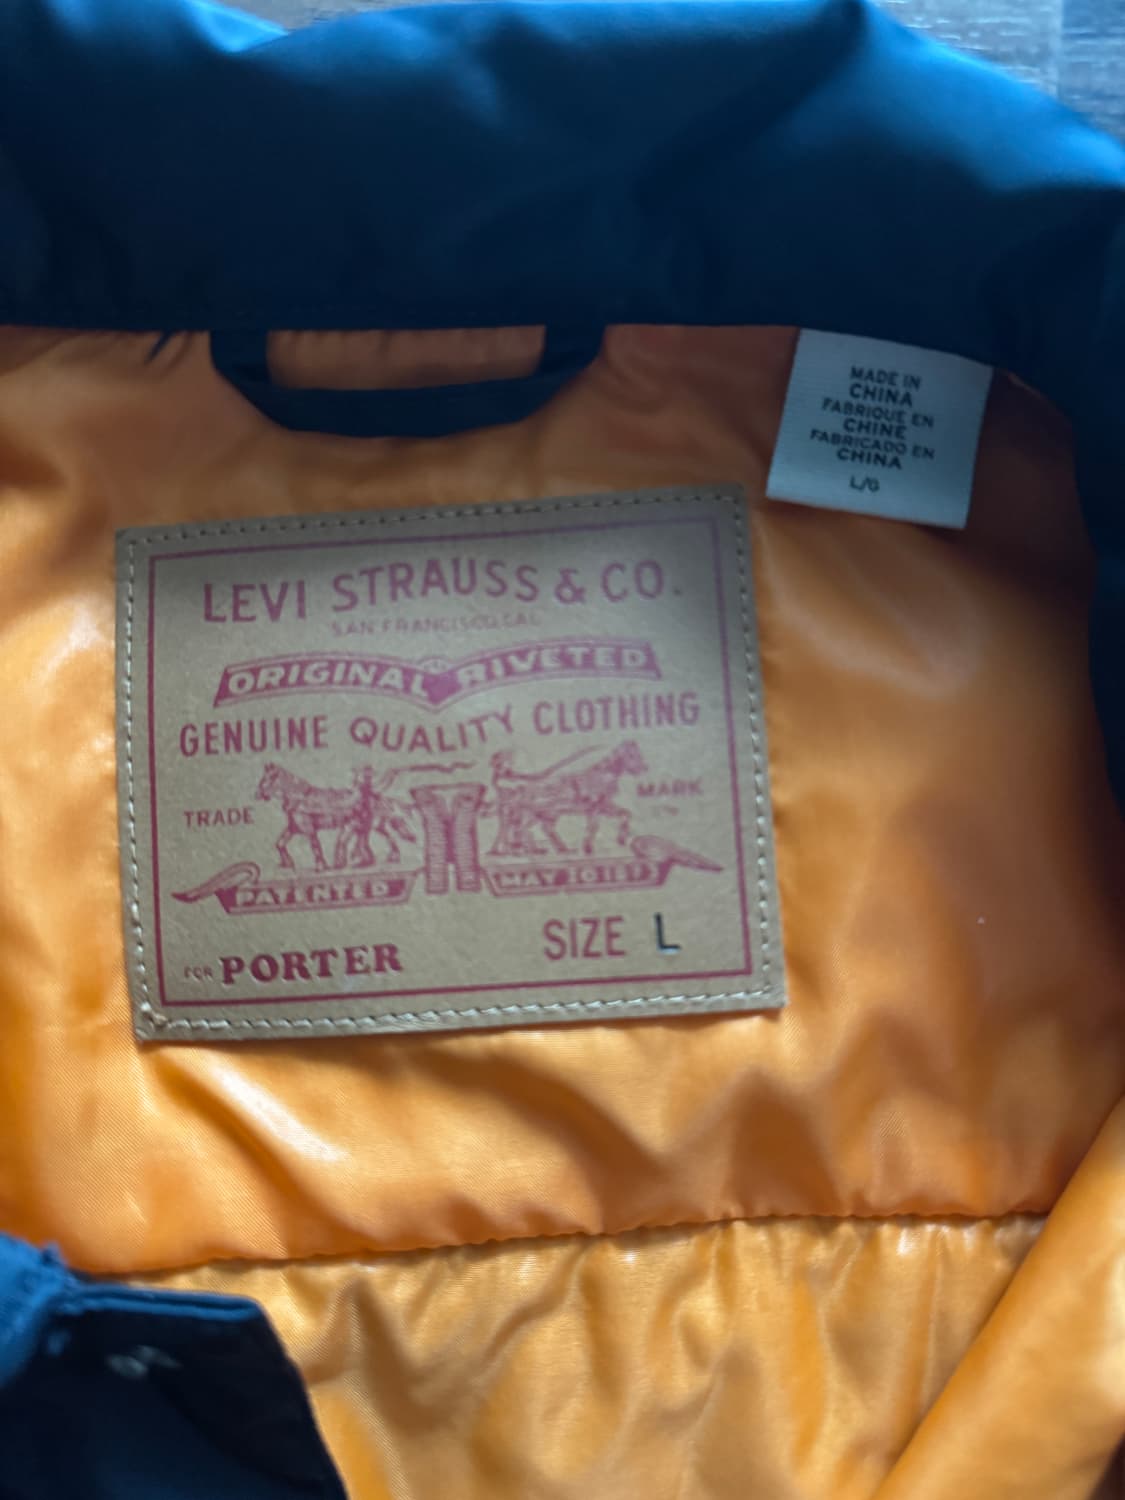 MADE IN
CHINA
FABRIQUE EN
CHINE
FABRICADO EN
CHINA
L/G
LEVI STRAUSS & CO.
SAN FRANCISCO, CAL
ORIGINAL RIVETED
GENUINE QUALITY CLOTHING
TRADE MARK
PATENTED MAY 20 1873
FOR PORTER SIZE L